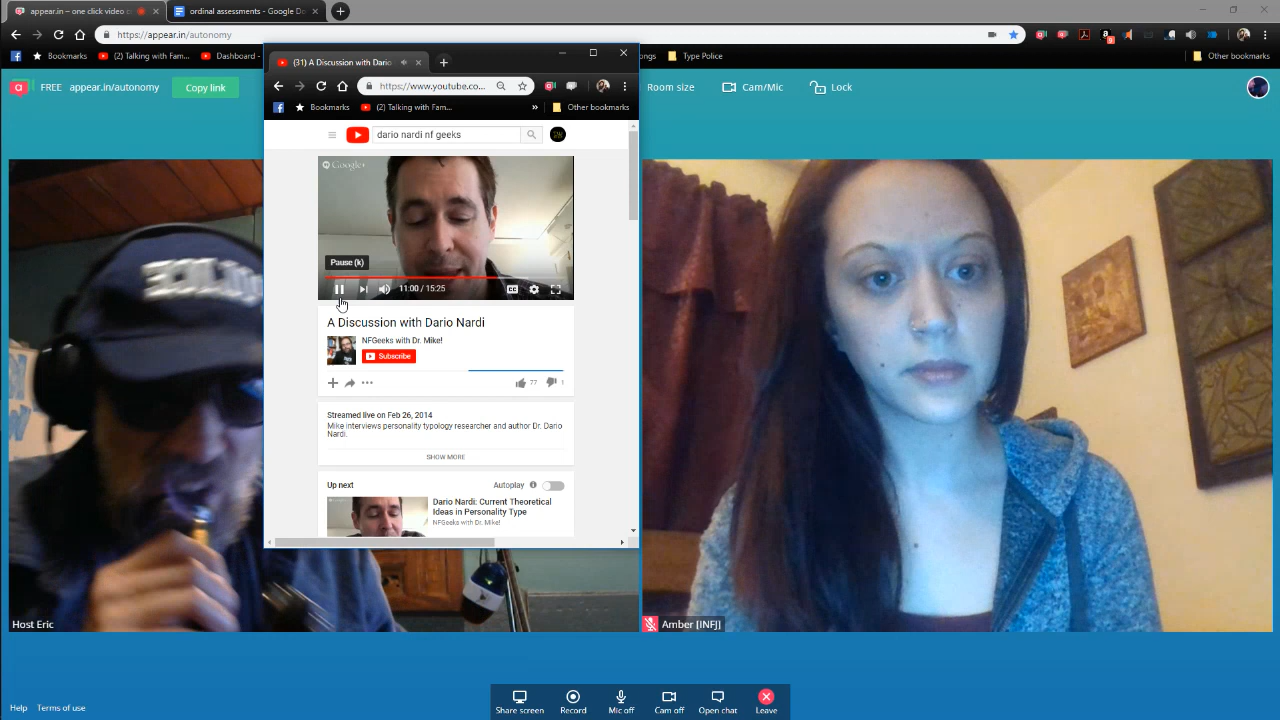 appear.in – one click video c
ordinal assessments - Google Do
https://appear.in/autonomy
Bookmarks
(2) Talking with Fam...
Dashboard -
ongs
Type Police
Other bookmarks
FREE appear.in/autonomy
Copy link
Room size
Cam/Mic
Lock
(31) A Discussion with Dario
https://www.youtube.co...
Bookmarks
(2) Talking with Fam...
»
Other bookmarks
dario nardi nf geeks
Google+
Pause (k)
11:00 / 15:25
CC
A Discussion with Dario Nardi
NFGeeks with Dr. Mike!
Subscribe
77
1
Streamed live on Feb 26, 2014
Mike interviews personality typology researcher and author Dr. Dario
Nardi.
SHOW MORE
Up next
Autoplay
Dario Nardi: Current Theoretical
Ideas in Personality Type
NFGeeks with Dr. Mike!
Host Eric
Amber [INFJ]
Share screen
Record
Mic off
Cam off
Open chat
Leave
Help
Terms of use